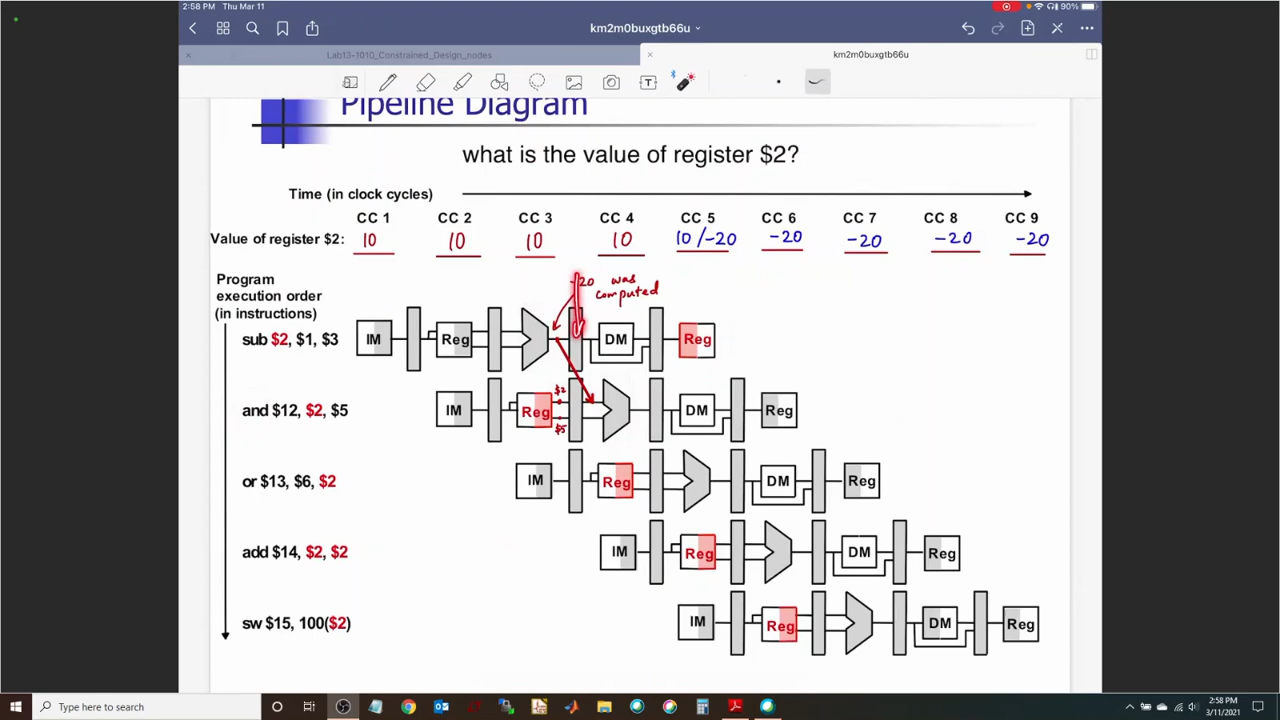 2:58 PM Thu Mar 11
90%
km2m0buxgtb66u
Lab13-1010_Constrained_Design_nodes
km2m0buxgtb66u
Pipeline Diagram
what is the value of register $2?
Time (in clock cycles)
CC 1 CC 2 CC 3 CC 4 CC 5 CC 6 CC 7 CC 8 CC 9
Value of register $2: 10 10 10 10 10/-20 -20 -20 -20 -20
Program
execution order
(in instructions)
-20 was
computed
sub $2, $1, $3 IM Reg DM Reg
and $12, $2, $5 IM Reg $2 $5 DM Reg
or $13, $6, $2 IM Reg DM Reg
add $14, $2, $2 IM Reg DM Reg
sw $15, 100($2) IM Reg DM Reg
Type here to search
2:58 PM
3/11/2021